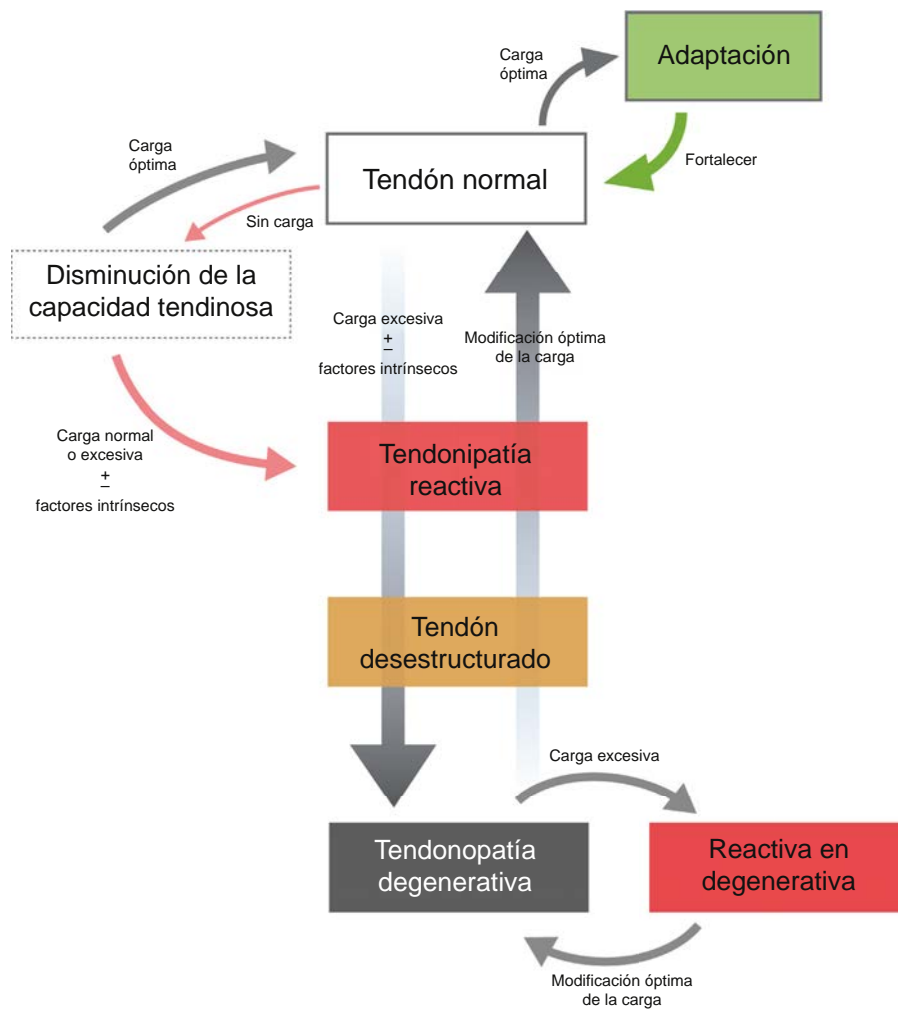 Carga
óptima
Adaptación
Fortalecer
Carga
óptima
Tendón normal
Sin carga
Disminución de la
capacidad tendinosa
Carga excesiva
±
factores intrínsecos
Modificación óptima
de la carga
Carga normal
o excesiva
±
factores intrínsecos
Tendonipatía
reactiva
Tendón
desestructurado
Carga excesiva
Tendonopatía
degenerativa
Reactiva en
degenerativa
Modificación óptima
de la carga